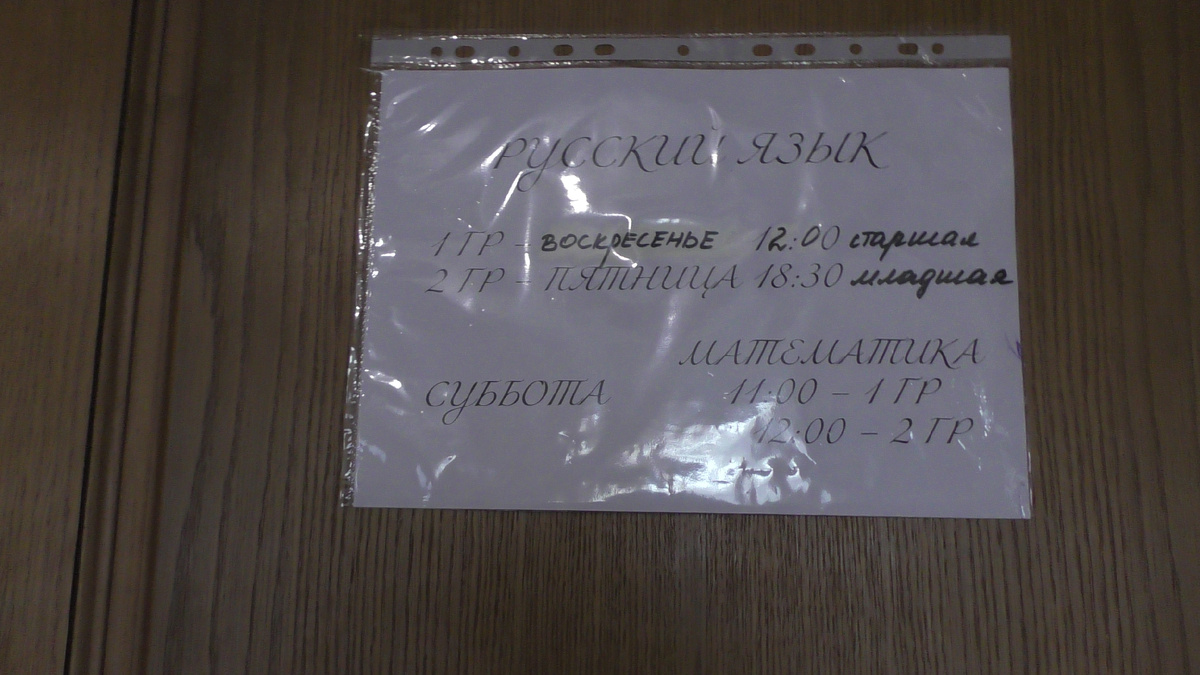 РУССКИЙ ЯЗЫК
1 ГР - ВОСКРЕСЕНЬЕ 12:00 старшая
2 ГР - ПЯТНИЦА 18:30 младшая
МАТЕМАТИКА
СУББОТА 11:00 - 1 ГР
12:00 - 2 ГР